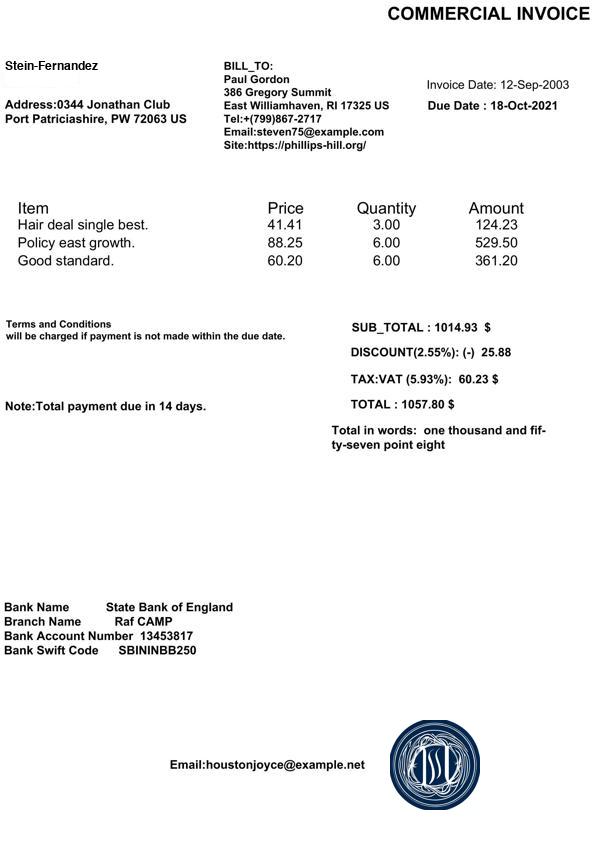 COMMERCIAL INVOICE
Stein-Fernandez
Address:0344 Jonathan Club
Port Patriciashire, PW 72063 US
BILL_TO:
Paul Gordon
386 Gregory Summit
East Williamhaven, RI 17325 US
Tel:+(799)867-2717
Email:steven75@example.com
Site:https://phillips-hill.org/
Invoice Date: 12-Sep-2003
Due Date : 18-Oct-2021
Item Price Quantity Amount
Hair deal single best. 41.41 3.00 124.23
Policy east growth. 88.25 6.00 529.50
Good standard. 60.20 6.00 361.20
Terms and Conditions
will be charged if payment is not made within the due date.
Note:Total payment due in 14 days.
SUB_TOTAL : 1014.93 $
DISCOUNT(2.55%): (-) 25.88
TAX:VAT (5.93%): 60.23 $
TOTAL : 1057.80 $
Total in words: one thousand and fif-
ty-seven point eight
Bank Name State Bank of England
Branch Name Raf CAMP
Bank Account Number 13453817
Bank Swift Code SBININBB250
Email:houstonjoyce@example.net